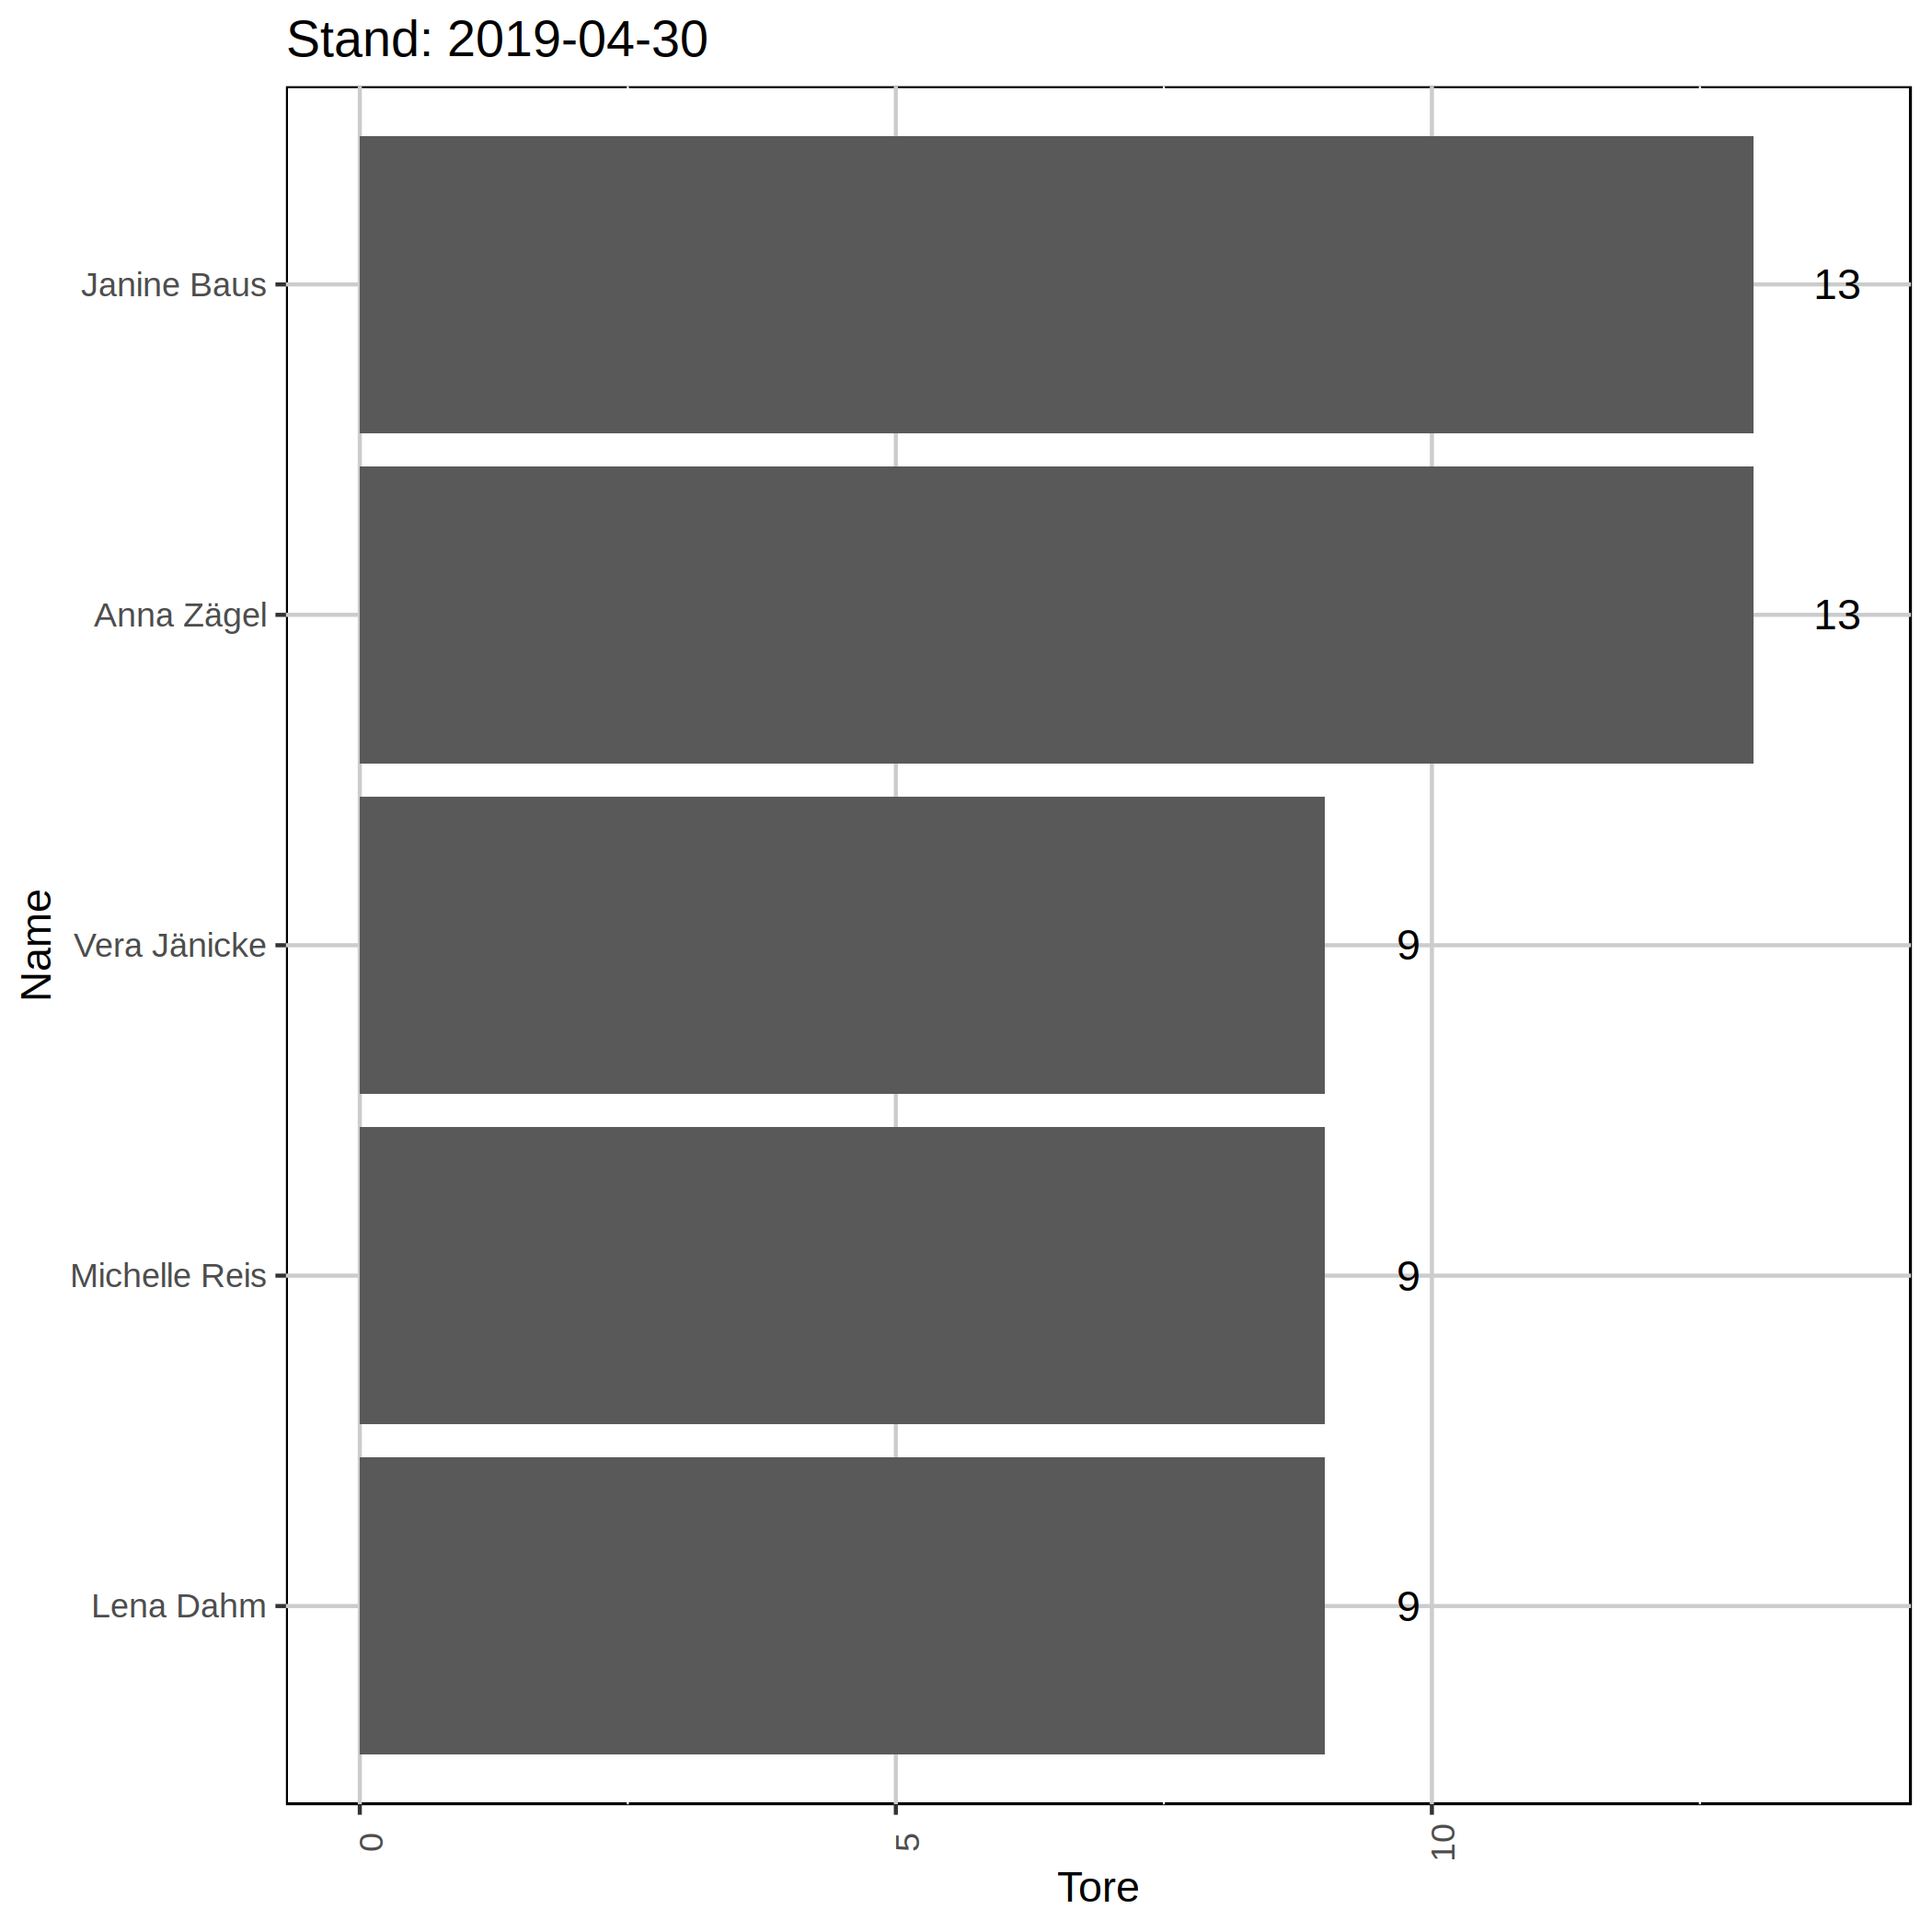 Stand: 2019-04-30
Janine Baus 13
Anna Zägel 13
Vera Jänicke 9
Michelle Reis 9
Lena Dahm 9
Name
0 5 10
Tore